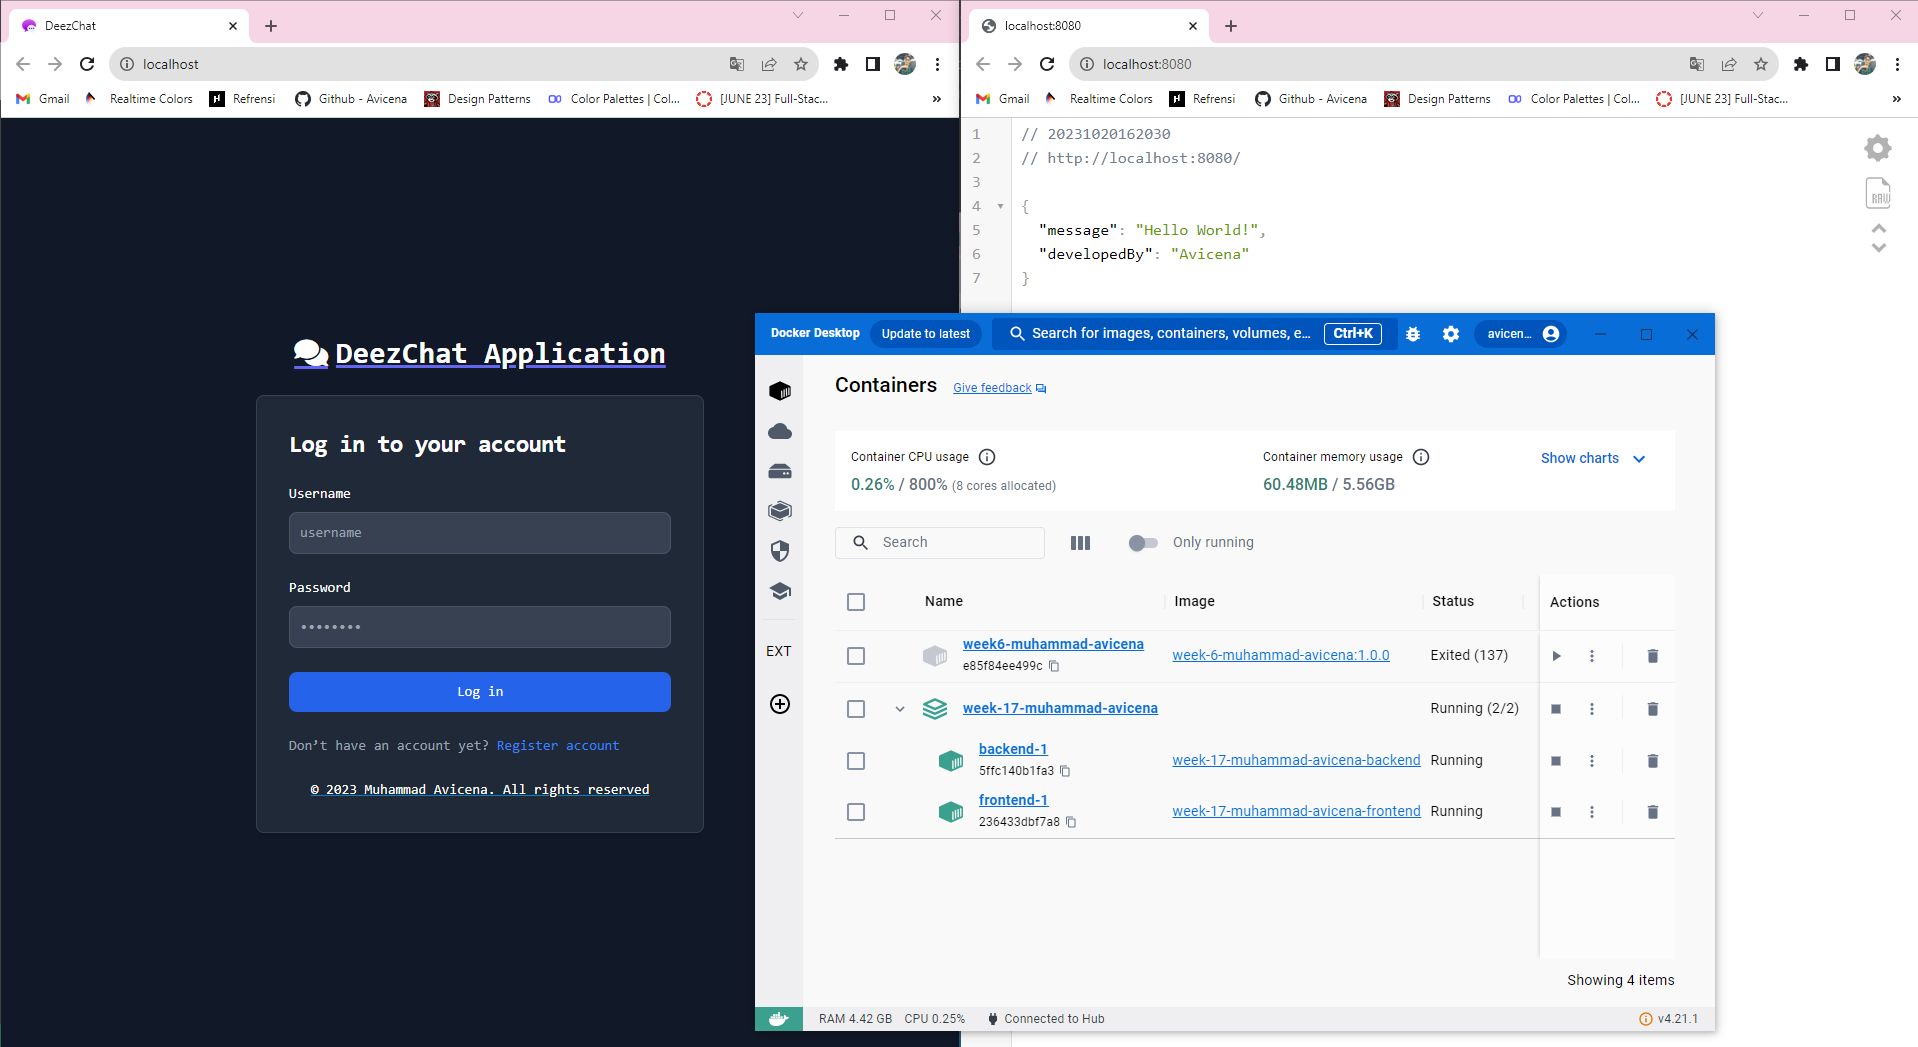 DeezChat
localhost
Gmail
Realtime Colors
Refrensi
Github - Avicena
Design Patterns
Color Palettes | Col...
[JUNE 23] Full-Stac...
»
DeezChat Application
Log in to your account
Username
username
Password
••••••••
Log in
Don’t have an account yet? Register account
© 2023 Muhammad Avicena. All rights reserved
localhost:8080
localhost:8080
Gmail
Realtime Colors
Refrensi
Github - Avicena
Design Patterns
Color Palettes | Col...
[JUNE 23] Full-Stac...
»
1 // 20231020162030
2 // http://localhost:8080/
3
4 {
5 "message": "Hello World!",
6 "developedBy": "Avicena"
7 }
RAW
Docker Desktop
Update to latest
Search for images, containers, volumes, e...
Ctrl+K
avicen...
Containers
Give feedback
Container CPU usage
0.26% / 800% (8 cores allocated)
Container memory usage
60.48MB / 5.56GB
Show charts
Search
Only running
EXT
Name Image Status Actions
week6-muhammad-avicena
e85f84ee499c
week-6-muhammad-avicena:1.0.0
Exited (137)
week-17-muhammad-avicena
Running (2/2)
backend-1
5ffc140b1fa3
week-17-muhammad-avicena-backend
Running
frontend-1
236433dbf7a8
week-17-muhammad-avicena-frontend
Running
Showing 4 items
RAM 4.42 GB CPU 0.25% Connected to Hub
v4.21.1